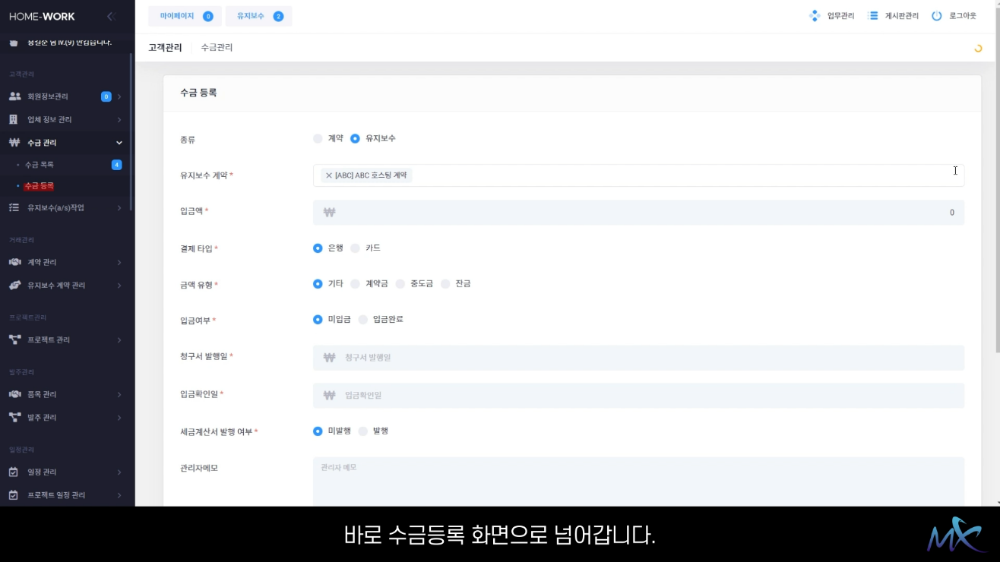 HOME-WORK
마이페이지 0
유지보수 2
업무관리
게시판관리
로그아웃
님 lv.(9) 반갑습니다.
고객관리
수금관리
고객관리
회원정보관리 0
업체 정보 관리
수금 관리
수금 목록 4
수금 등록
유지보수(a/s)작업
거래관리
계약 관리
유지보수 계약 관리
프로젝트관리
프로젝트 관리
발주관리
품목 관리
발주 관리
일정관리
일정 관리
프로젝트 일정 관리
수금 등록
종류
계약 유지보수
유지보수 계약 *
× [ABC] ABC 호스팅 계약
입금액 *
₩ 0
결제 타입 *
은행 카드
금액 유형 *
기타 계약금 중도금 잔금
입금여부 *
미입금 입금완료
청구서 발행일 *
₩ 청구서 발행일
입금확인일 *
₩ 입금확인일
세금계산서 발행 여부 *
미발행 발행
관리자메모
관리자 메모
바로 수금등록 화면으로 넘어갑니다.
MX